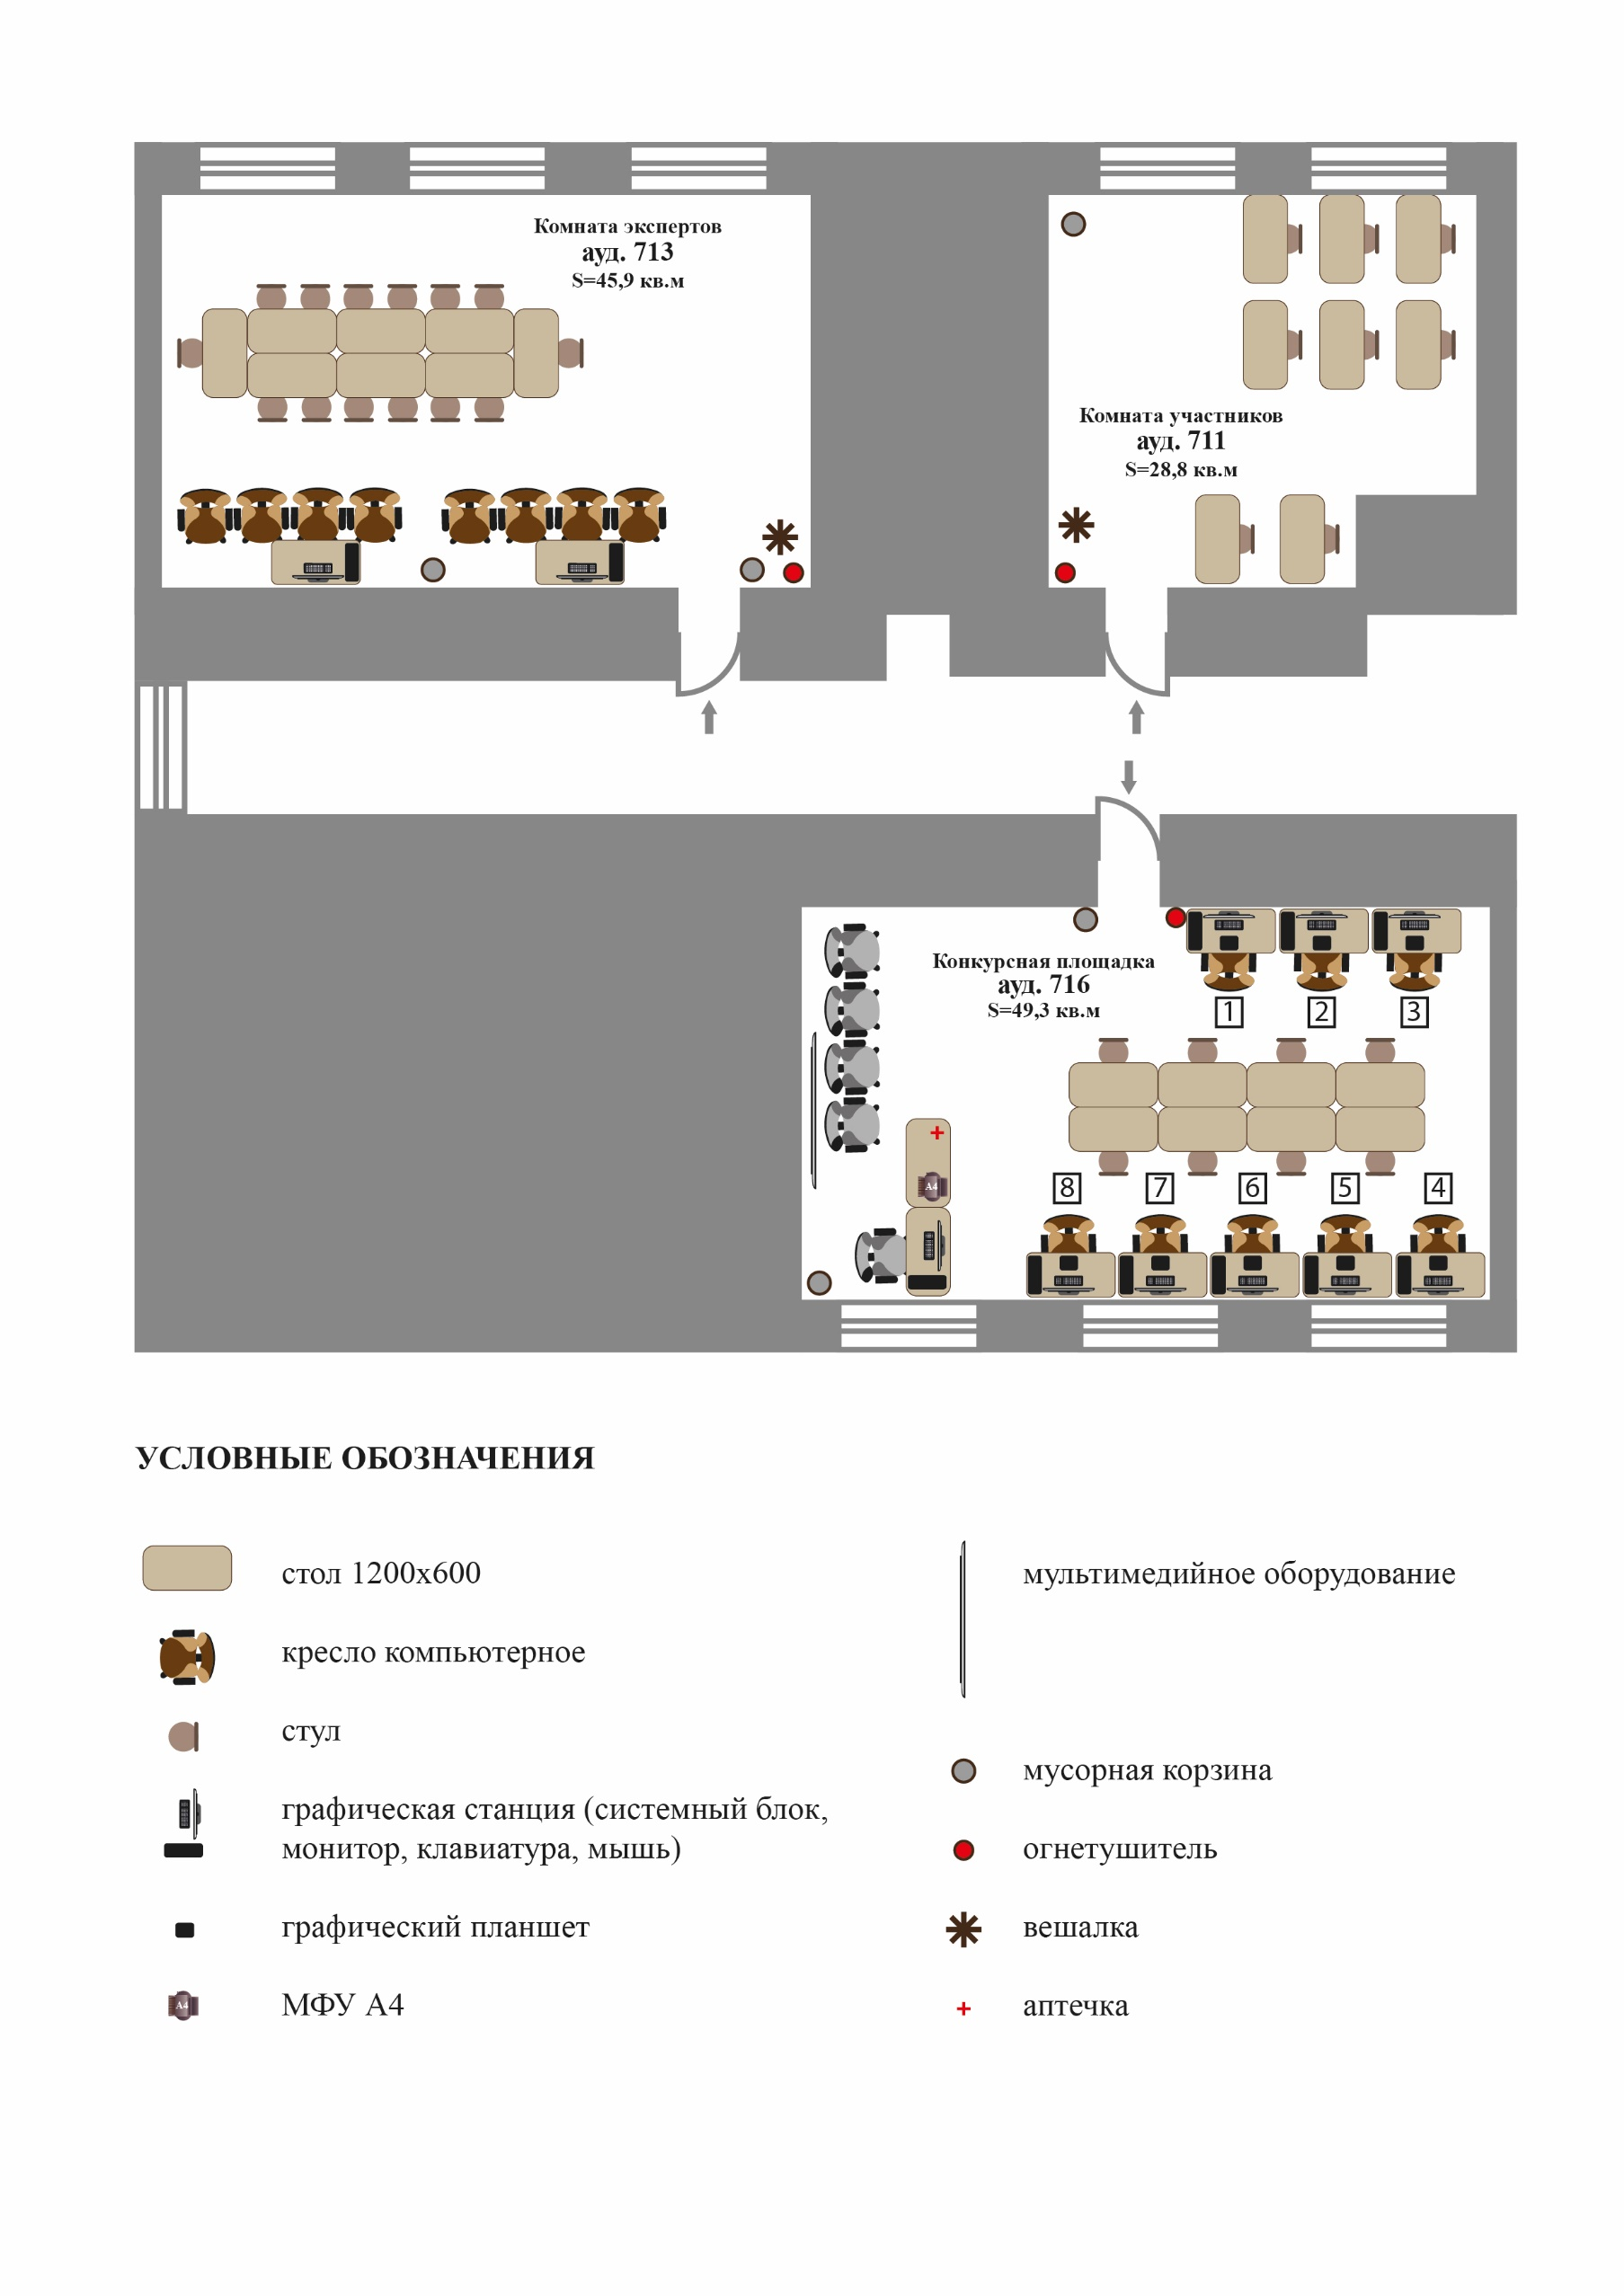 Комната экспертов
ауд. 713
S=45,9 кв.м
Комната участников
ауд. 711
S=28,8 кв.м
Конкурсная площадка
ауд. 716
S=49,3 кв.м
1
2
3
A4
8
7
6
5
4
УСЛОВНЫЕ ОБОЗНАЧЕНИЯ
стол 1200х600
кресло компьютерное
стул
графическая станция (системный блок,
монитор, клавиатура, мышь)
графический планшет
A4
МФУ А4
мультимедийное оборудование
мусорная корзина
огнетушитель
вешалка
аптечка